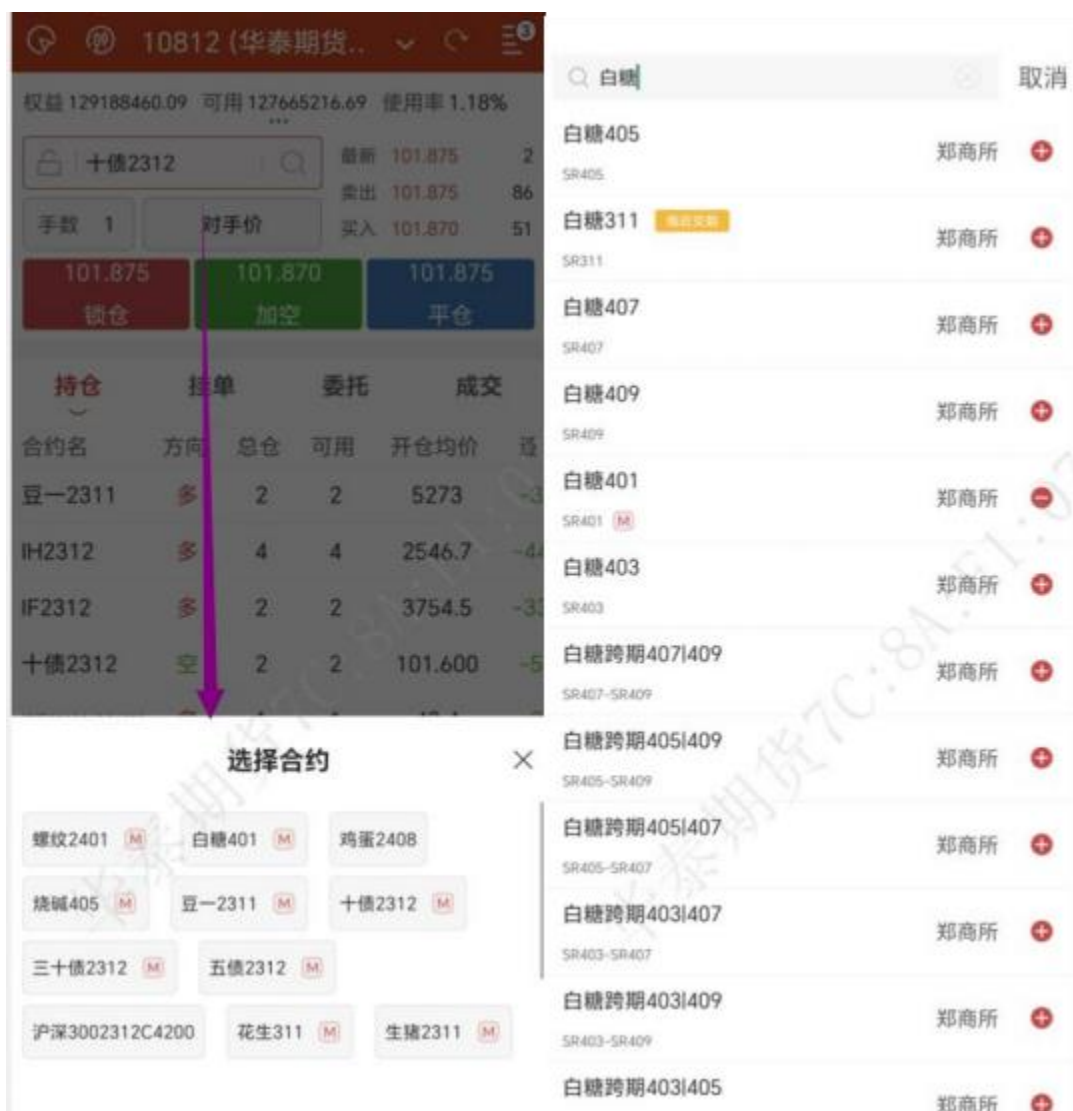 10812 (华泰期货..
3
权益 129188460.09 可用 127665216.69 使用率 1.18%
十债2312
最新 101.875 2
卖出 101.875 86
手数 1
对手价
买入 101.870 51
101.875 锁仓
101.870 加空
101.875 平仓
持仓 挂单 委托 成交
合约名 方向 总仓 可用 开仓均价
豆一2311 多 2 2 5273 -3
IH2312 多 4 4 2546.7 -44
IF2312 多 2 2 3754.5 -33
十债2312 空 2 2 101.600 -5
选择合约
螺纹2401 M 白糖401 M 鸡蛋2408
烧碱405 M 豆一2311 M 十债2312 M
三十债2312 M 五债2312 M
沪深3002312C4200 花生311 M 生猪2311 M
白糖 取消
白糖405
SR405
郑商所
白糖311
SR311
郑商所
白糖407
SR407
郑商所
白糖409
SR409
郑商所
白糖401
SR401 M
郑商所
白糖403
SR403
郑商所
白糖跨期407|409
SR407-SR409
郑商所
白糖跨期405|409
SR405-SR409
郑商所
白糖跨期405|407
SR405-SR407
郑商所
白糖跨期403|407
SR403-SR407
郑商所
白糖跨期403|409
SR403-SR409
郑商所
白糖跨期403|405
郑商所